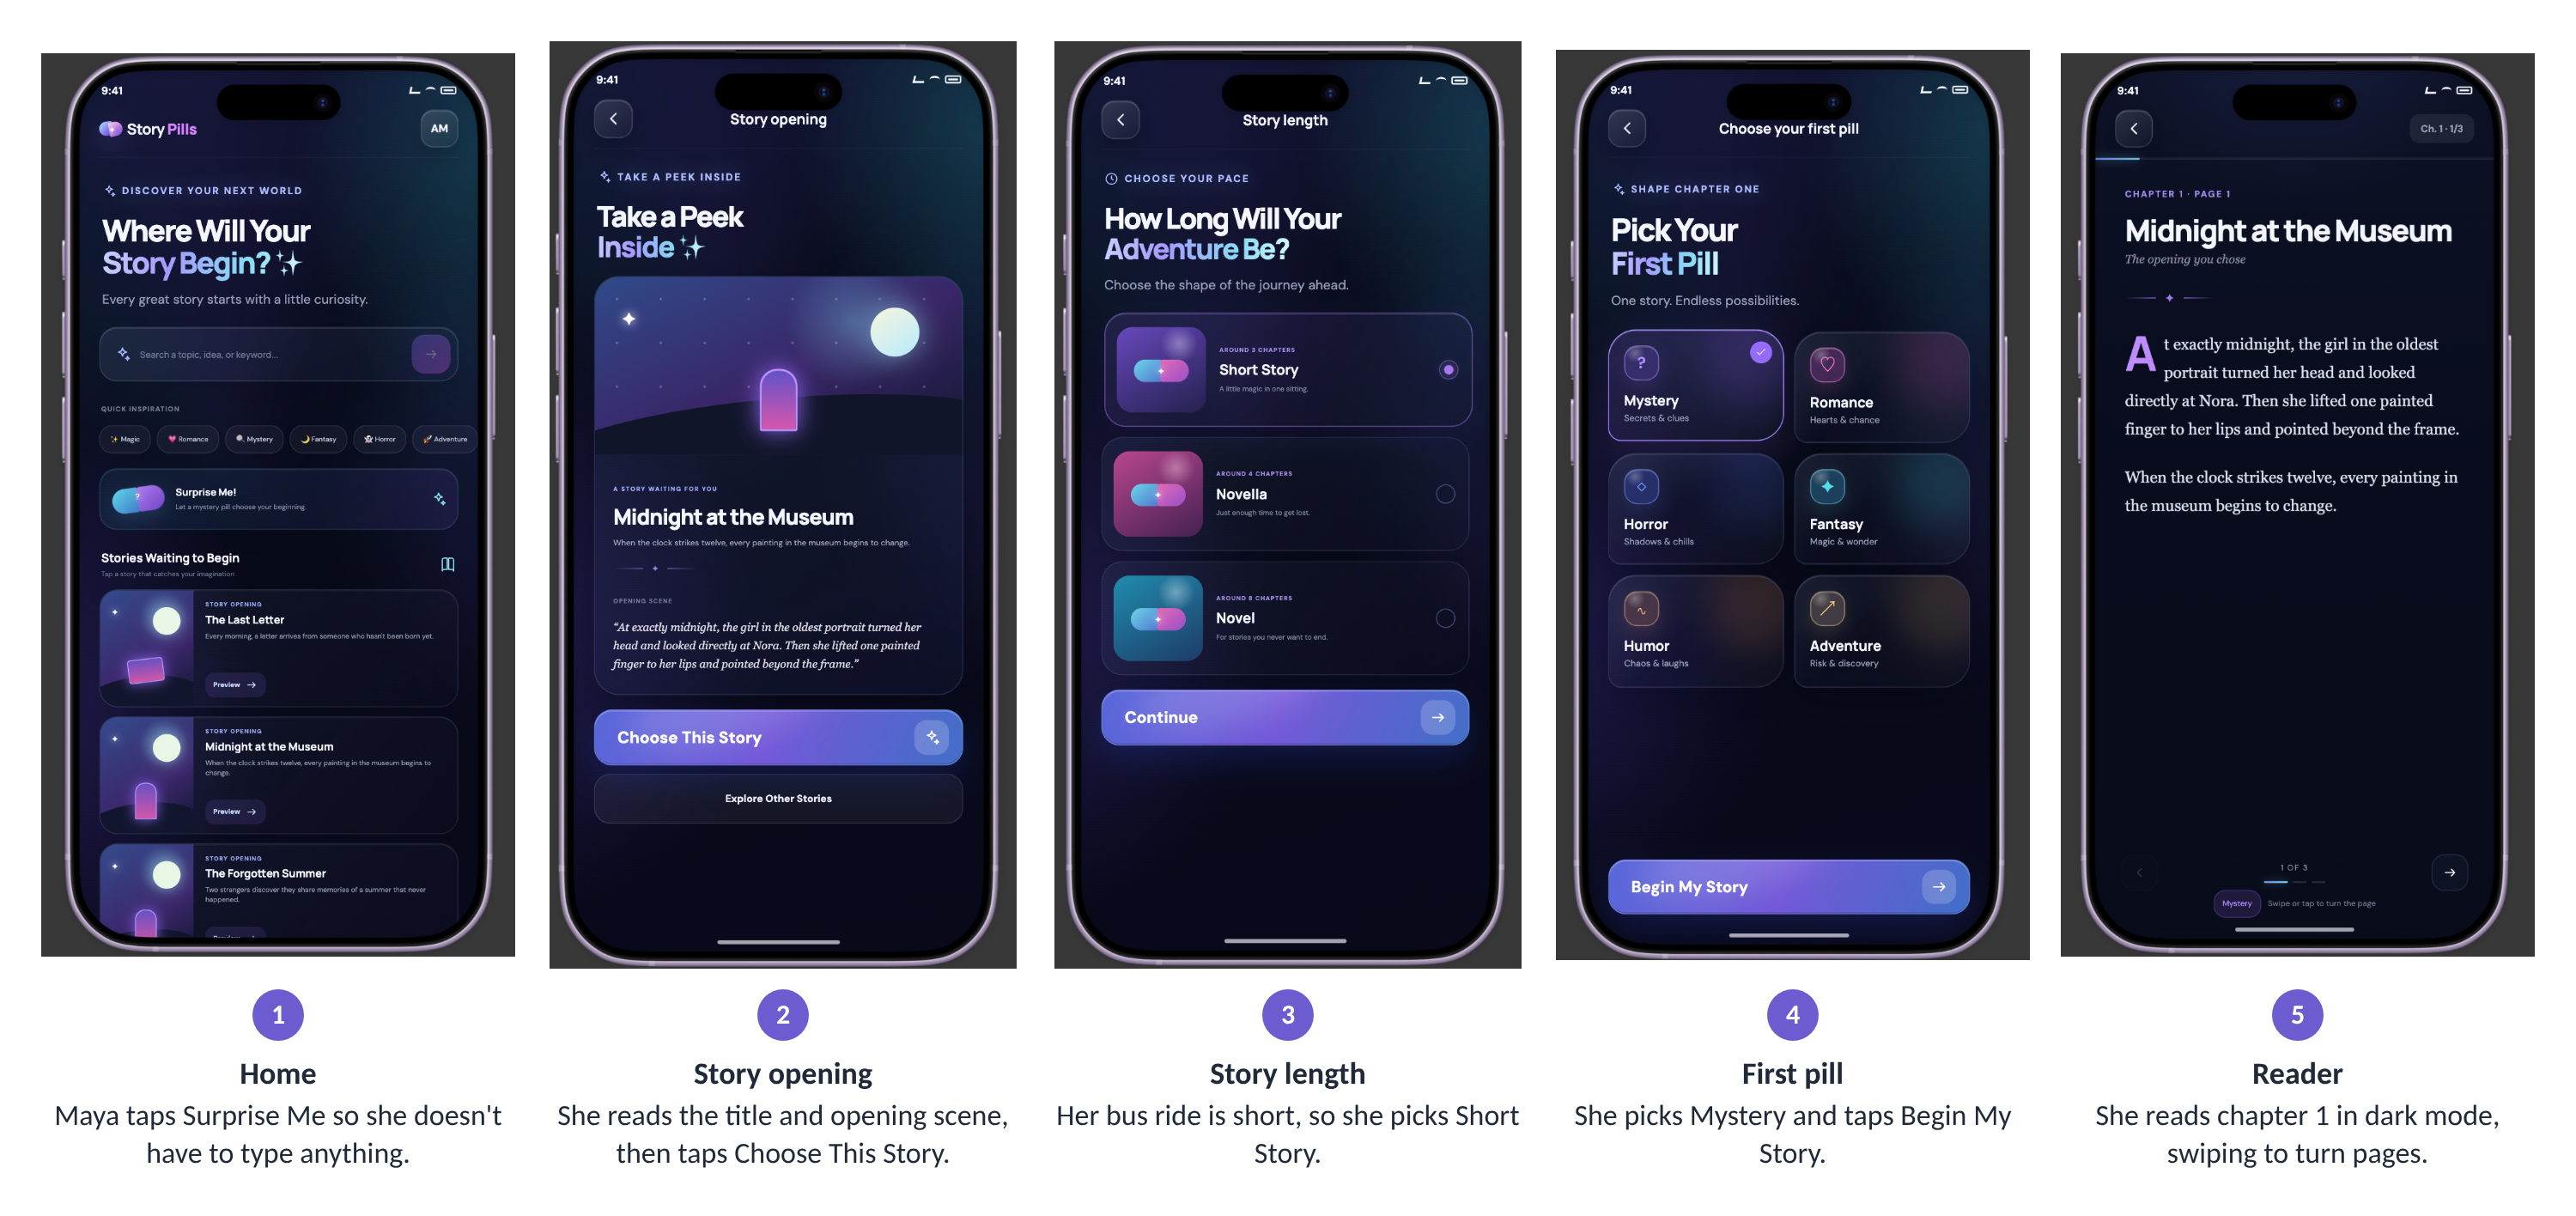 9:41
Story Pills
AM
DISCOVER YOUR NEXT WORLD
Where Will Your
Story Begin?
Every great story starts with a little curiosity.
Search a topic, idea, or keyword...
QUICK INSPIRATION
Magic
Romance
Mystery
Fantasy
Horror
Adventure
?
Surprise Me!
Let a mystery pill choose your beginning.
Stories Waiting to Begin
Tap a story that catches your imagination
STORY OPENING
The Last Letter
Every morning, a letter arrives from someone who hasn't been born yet.
Preview →
STORY OPENING
Midnight at the Museum
When the clock strikes twelve, every painting in the museum begins to
change.
Preview →
STORY OPENING
The Forgotten Summer
Two strangers discover they share memories of a summer that never
happened.
1
Home
Maya taps Surprise Me so she doesn't
have to type anything.
9:41
Story opening
TAKE A PEEK INSIDE
Take a Peek
Inside
A STORY WAITING FOR YOU
Midnight at the Museum
When the clock strikes twelve, every painting in the museum begins to change.
OPENING SCENE
“At exactly midnight, the girl in the oldest portrait turned her
head and looked directly at Nora. Then she lifted one painted
finger to her lips and pointed beyond the frame.”
Choose This Story
Explore Other Stories
2
Story opening
She reads the title and opening scene,
then taps Choose This Story.
9:41
Story length
CHOOSE YOUR PACE
How Long Will Your
Adventure Be?
Choose the shape of the journey ahead.
AROUND 3 CHAPTERS
Short Story
A little magic in one sitting.
AROUND 4 CHAPTERS
Novella
Just enough time to get lost.
AROUND 8 CHAPTERS
Novel
For stories you never want to end.
Continue
3
Story length
Her bus ride is short, so she picks Short
Story.
9:41
Choose your first pill
SHAPE CHAPTER ONE
Pick Your
First Pill
One story. Endless possibilities.
?
Mystery
Secrets & clues
Romance
Hearts & chance
Horror
Shadows & chills
Fantasy
Magic & wonder
Humor
Chaos & laughs
Adventure
Risk & discovery
Begin My Story
4
First pill
She picks Mystery and taps Begin My
Story.
9:41
Ch. 1 · 1/3
CHAPTER 1 · PAGE 1
Midnight at the Museum
The opening you chose
At exactly midnight, the girl in the oldest
portrait turned her head and looked
directly at Nora. Then she lifted one painted
finger to her lips and pointed beyond the frame.
When the clock strikes twelve, every painting in
the museum begins to change.
1 OF 3
Mystery
Swipe or tap to turn the page
5
Reader
She reads chapter 1 in dark mode,
swiping to turn pages.